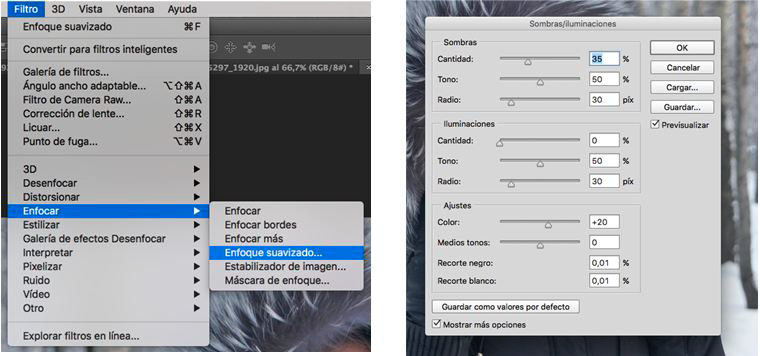 Filtro 3D Vista Ventana Ayuda
Enfoque suavizado ⌘F
Convertir para filtros inteligentes
Galería de filtros...
Ángulo ancho adaptable... ⌥⇧⌘A
Filtro de Camera Raw... ⇧⌘A
Corrección de lente... ⇧⌘R
Licuar... ⇧⌘X
Punto de fuga... ⌥⌘V
5297_1920.jpg al 66,7% (RGB/8#) *
3D
Desenfocar
Distorsionar
Enfocar
Estilizar
Galería de efectos Desenfocar
Interpretar
Pixelizar
Ruido
Vídeo
Otro
Explorar filtros en línea...
Enfocar
Enfocar bordes
Enfocar más
Enfoque suavizado...
Estabilizador de imagen...
Máscara de enfoque...
Sombras/iluminaciones
Sombras
Cantidad: 35 %
Tono: 50 %
Radio: 30 píx
Iluminaciones
Cantidad: 0 %
Tono: 50 %
Radio: 30 píx
Ajustes
Color: +20
Medios tonos: 0
Recorte negro: 0,01 %
Recorte blanco: 0,01 %
Guardar como valores por defecto
Mostrar más opciones
OK
Cancelar
Cargar...
Guardar...
Previsualizar